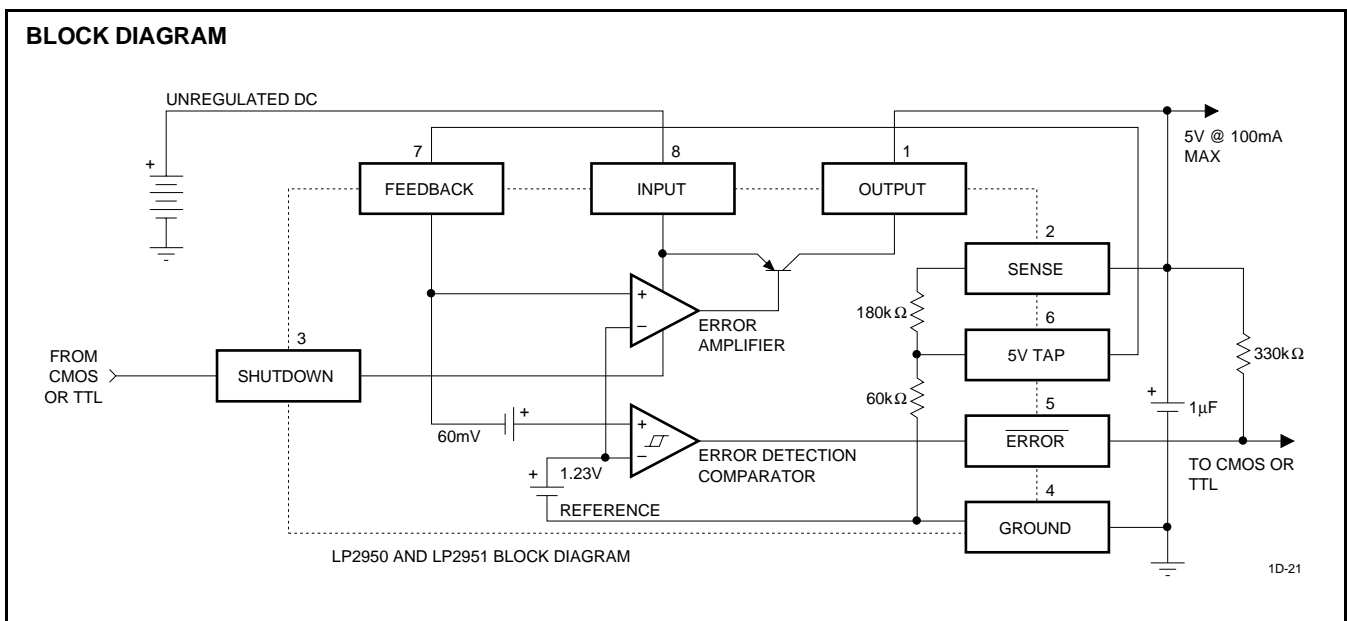 BLOCK DIAGRAM
UNREGULATED DC
+
7
8
1
5V @ 100mA
MAX
FEEDBACK
INPUT
OUTPUT
2
SENSE
+
−
ERROR
AMPLIFIER
180kΩ
6
5V TAP
330kΩ
3
FROM
CMOS
OR TTL
SHUTDOWN
60kΩ
+
1μF
5
ERROR
60mV
+
+
−
ERROR DETECTION
COMPARATOR
TO CMOS OR
TTL
+
1.23V
REFERENCE
4
GROUND
LP2950 AND LP2951 BLOCK DIAGRAM
1D-21